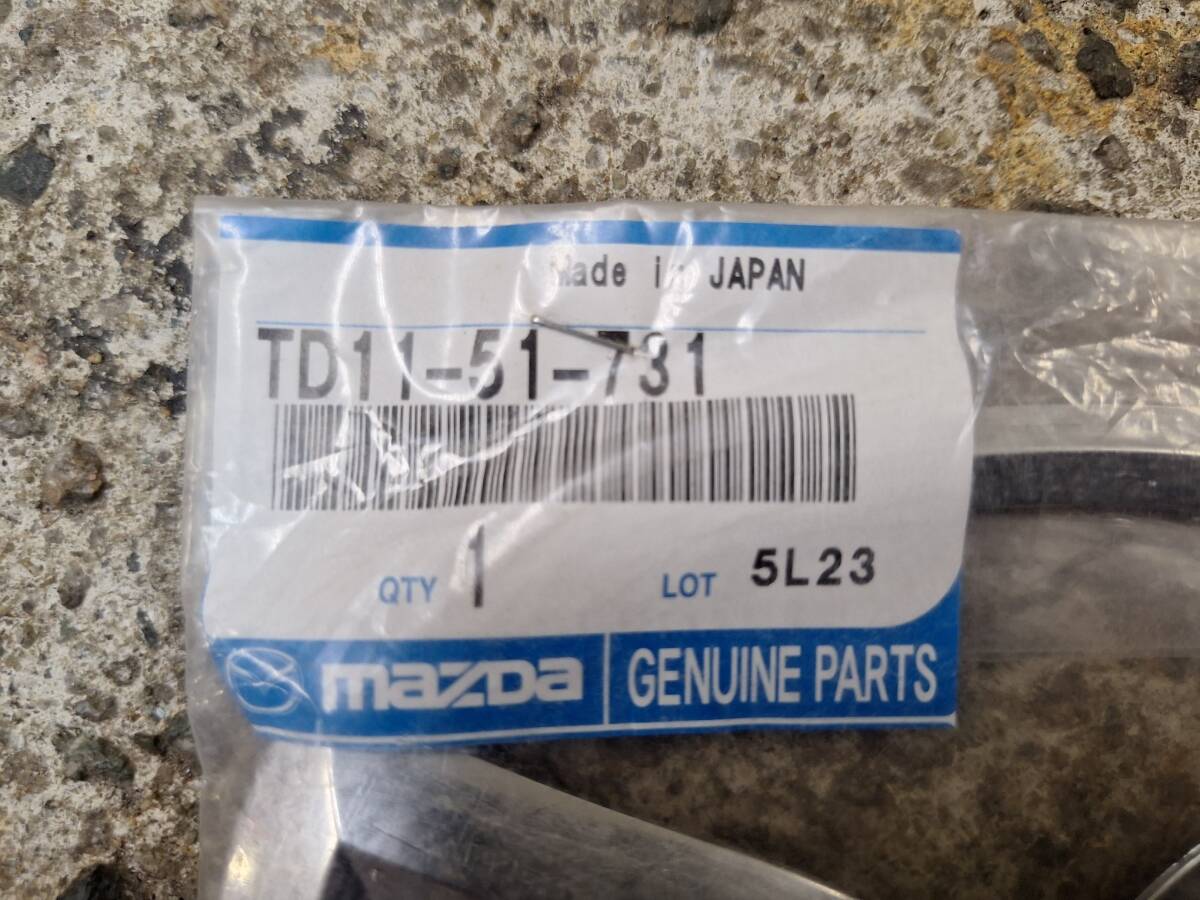 Made in JAPAN
TD11-51-731
QTY 1 LOT 5L23
mazda GENUINE PARTS